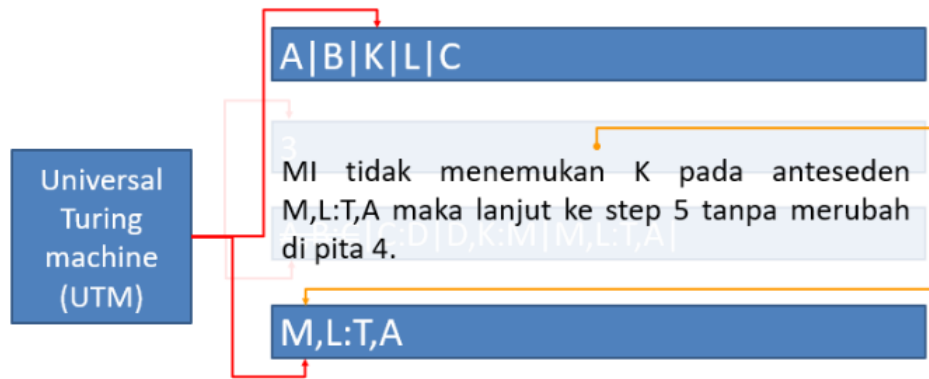 A|B|K|L|C
3
Universal
Turing
machine
(UTM)
MI tidak menemukan K pada anteseden
M,L:T,A maka lanjut ke step 5 tanpa merubah
di pita 4.
A,B:C|C:D|D,K:M|M,L:T,A|
M,L:T,A